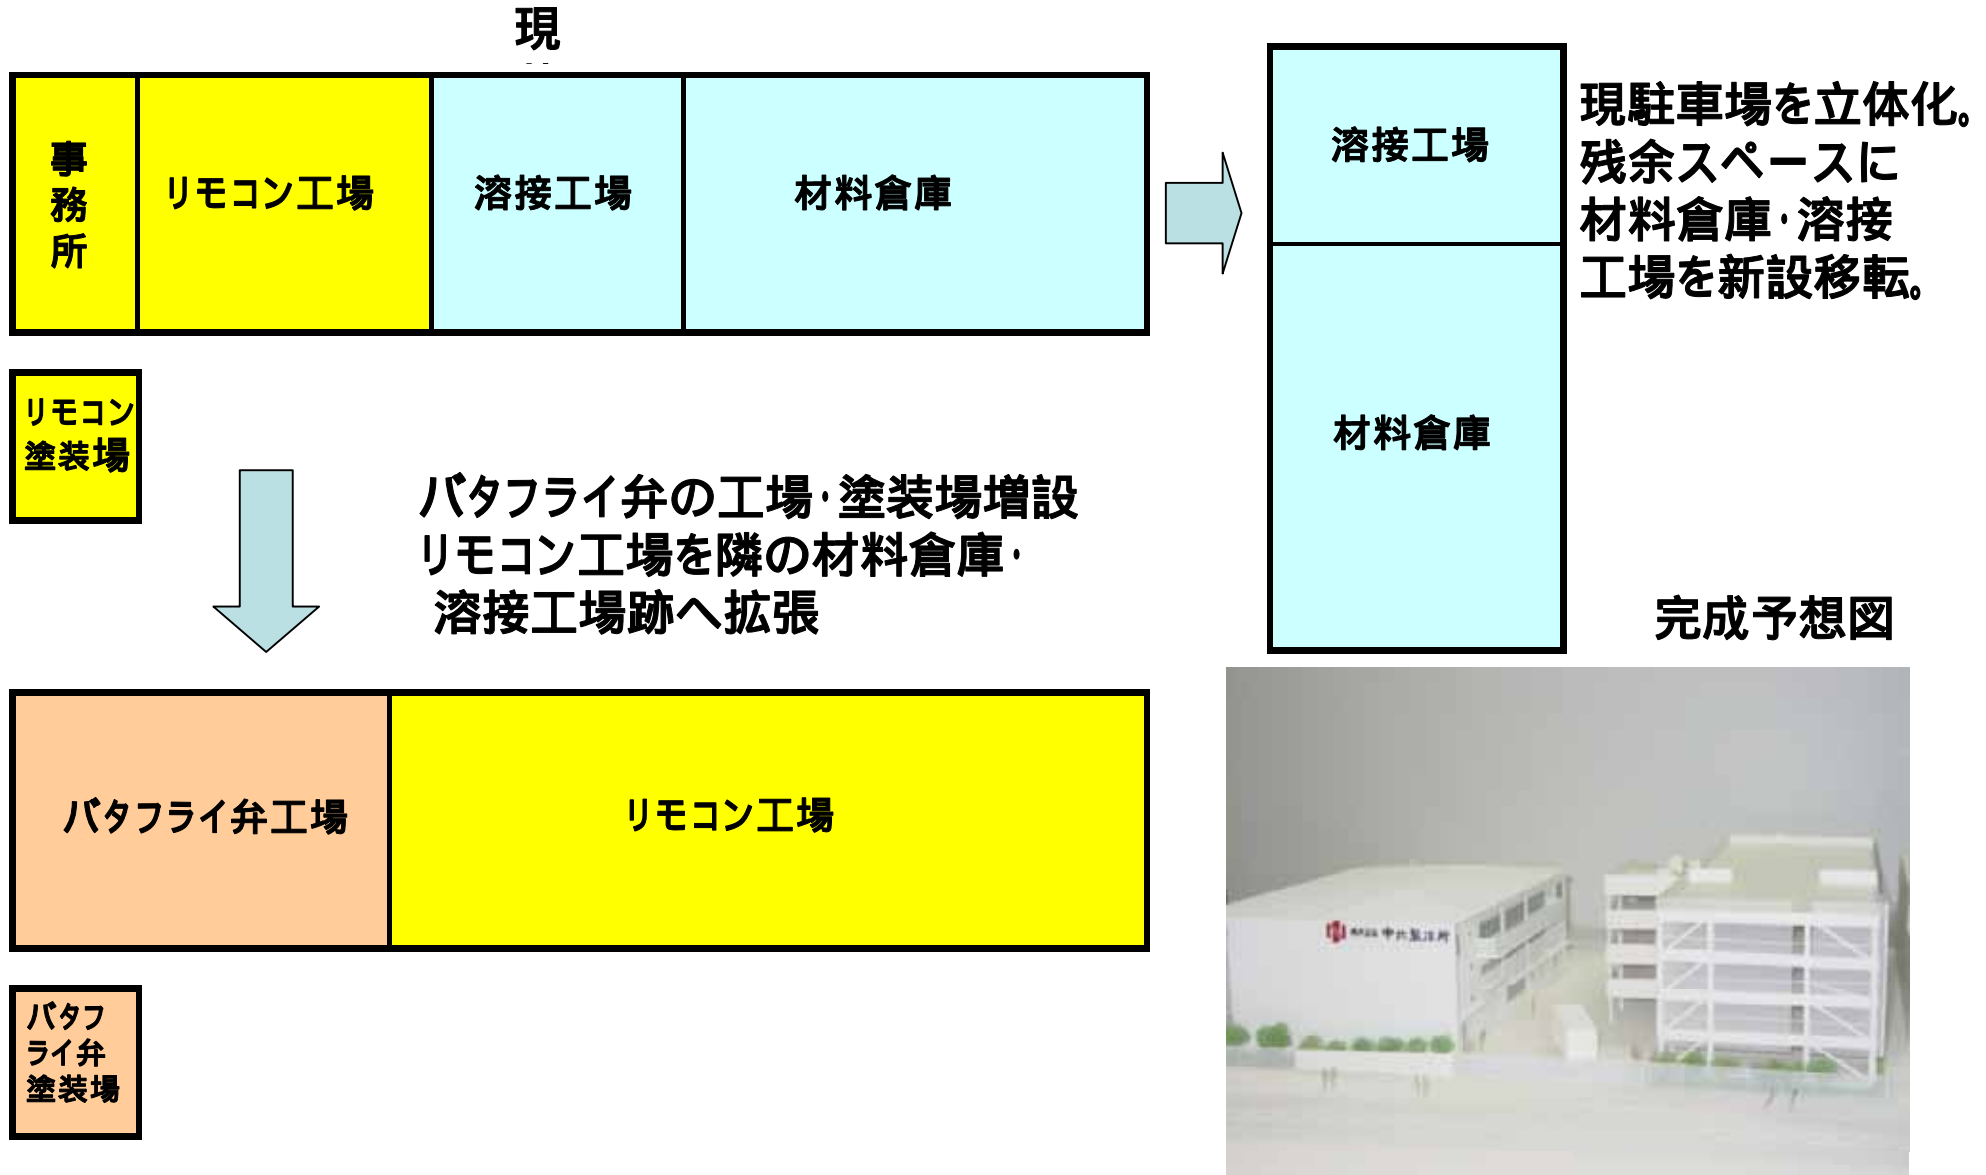 現
事務所
リモコン工場
溶接工場
材料倉庫
溶接工場
材料倉庫
現駐車場を立体化。
残余スペースに
材料倉庫・溶接
工場を新設移転。
リモコン
塗装場
バタフライ弁の工場・塗装場増設
リモコン工場を隣の材料倉庫・
溶接工場跡へ拡張
完成予想図
バタフライ弁工場
リモコン工場
バタフ
ライ弁
塗装場